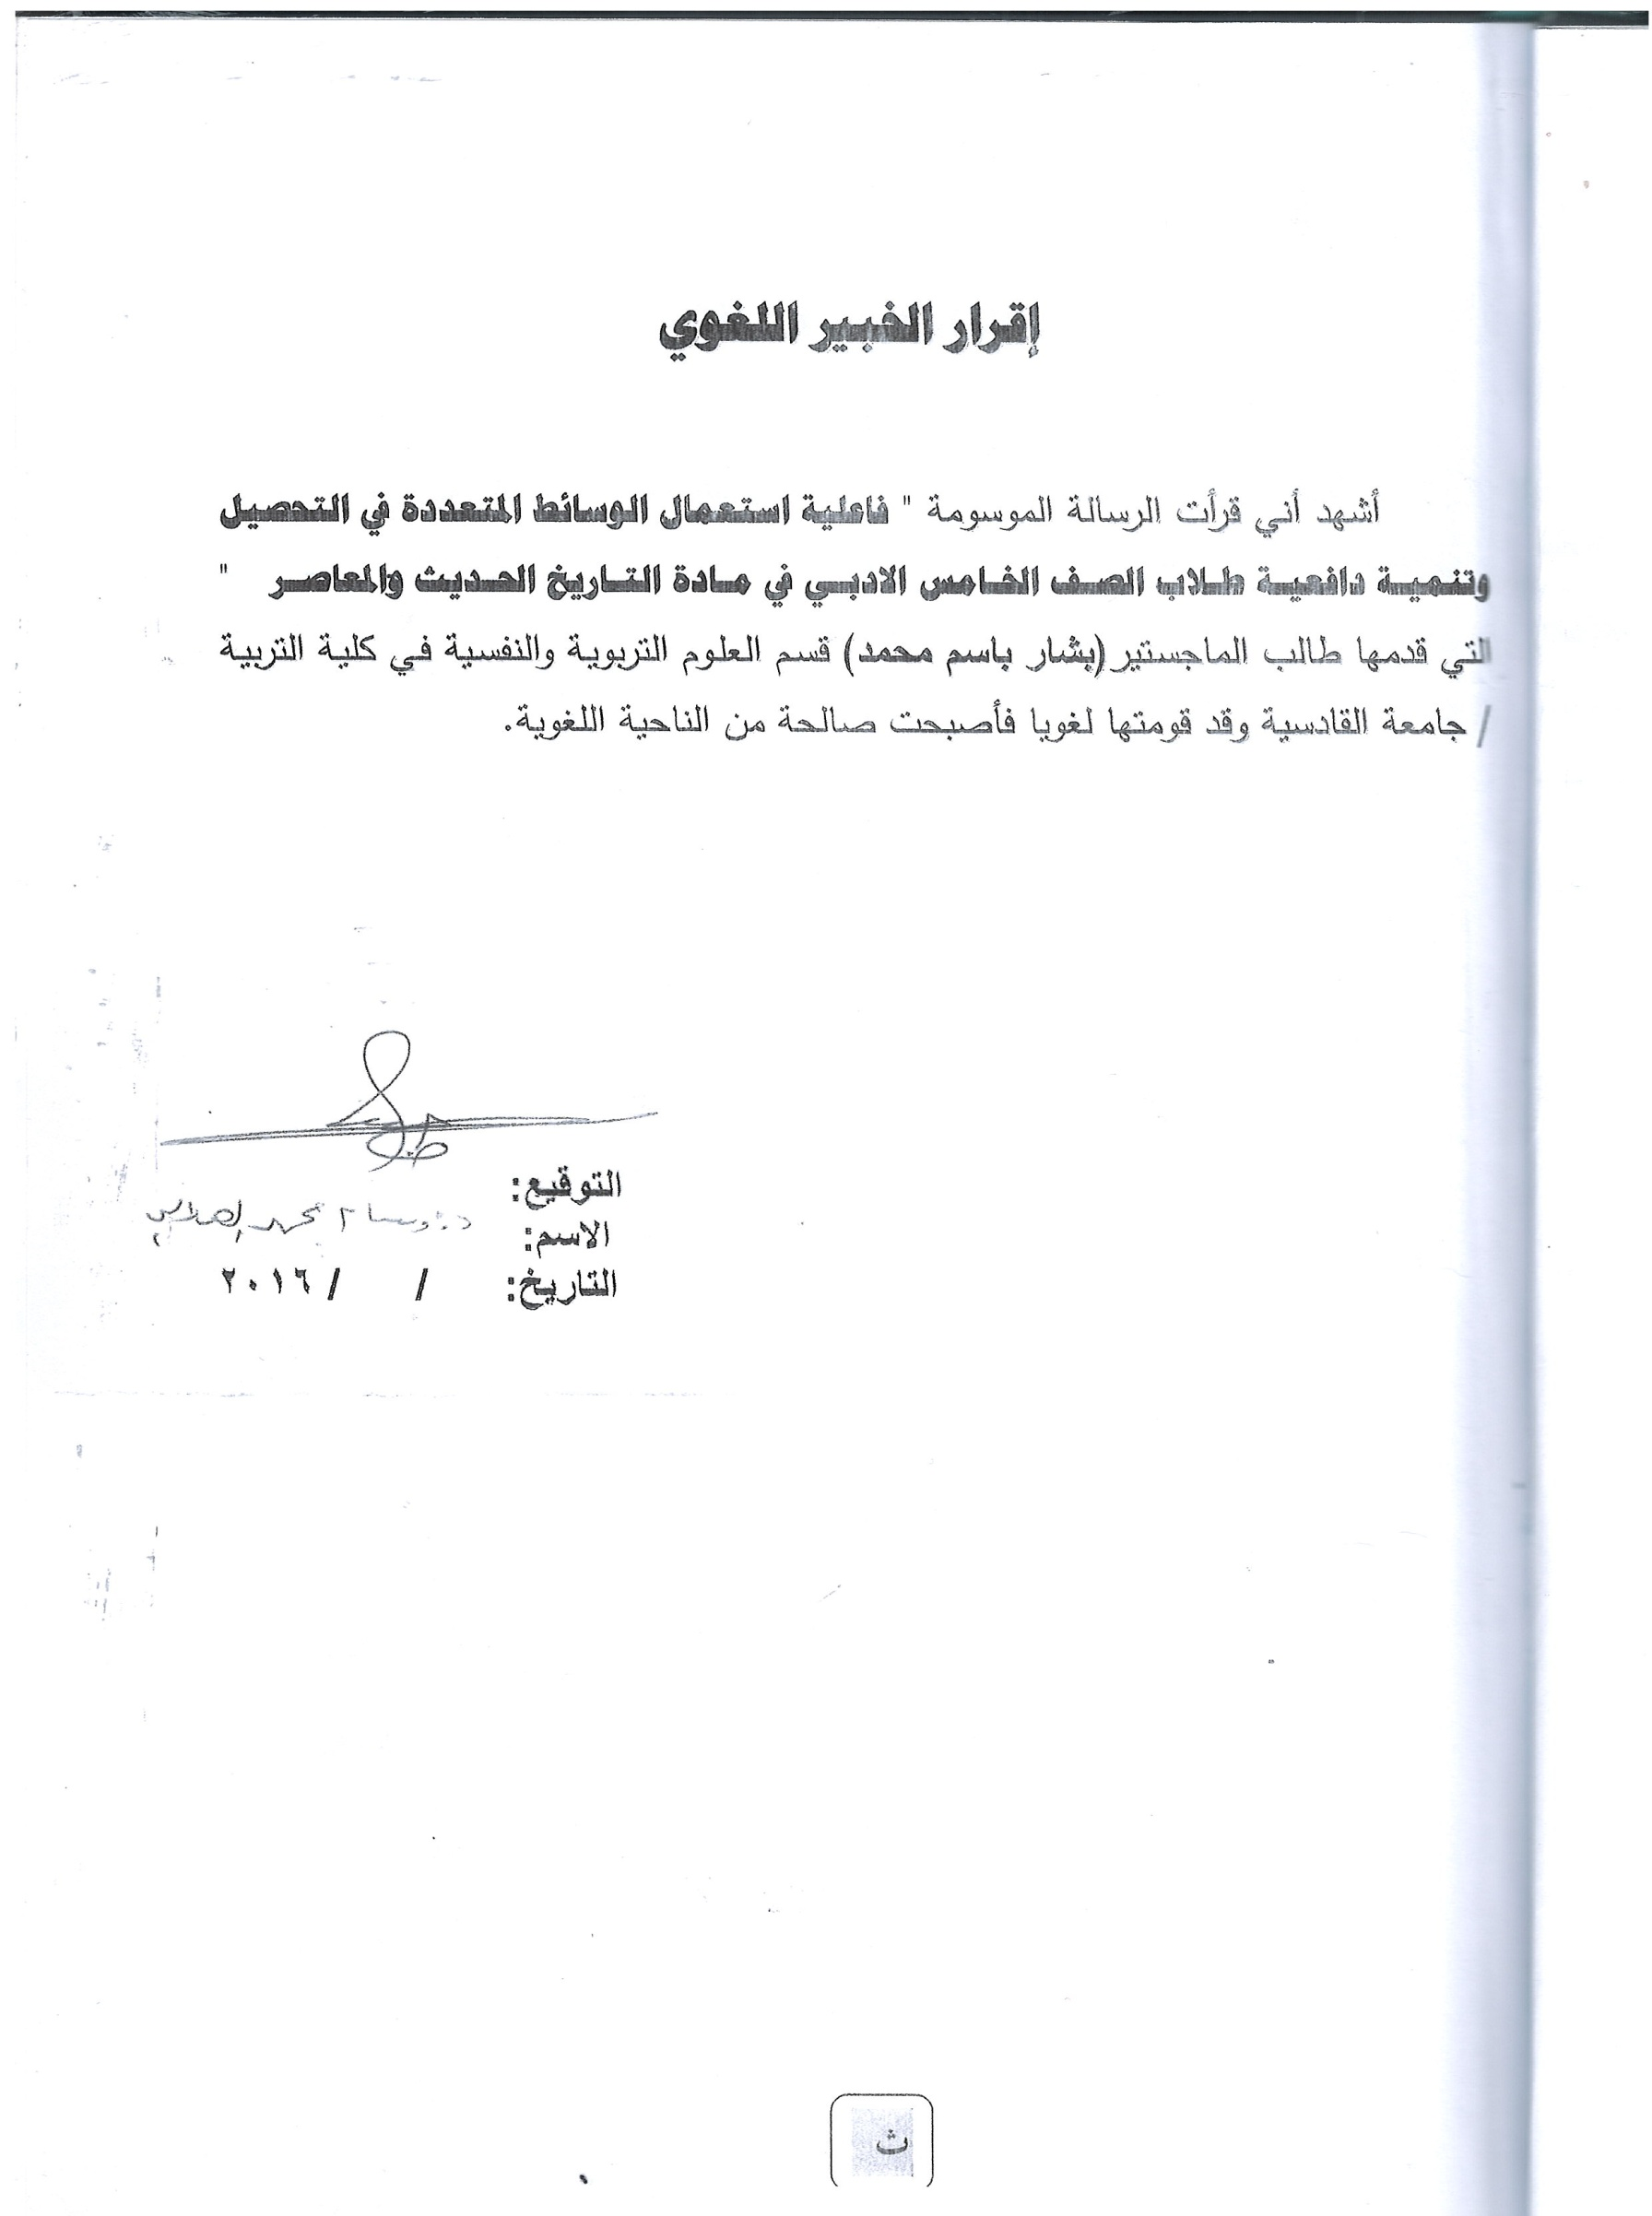 إقرار الخبير اللغوي
أشهد أني قرأت الرسالة الموسومة " فاعلية استعمال الوسائط المتعددة في التحصيل
وتنمية دافعية طلاب الصف الخامس الادبي في مادة التاريخ الحديث والمعاصر "
التي قدمها طالب الماجستير (بشار باسم محمد) قسم العلوم التربوية والنفسية في كلية التربية
/ جامعة القادسية وقد قومتها لغويا فأصبحت صالحة من الناحية اللغوية.
التوقيع:
الاسم: د. وسام محمد
التاريخ: / / ٢٠١٦
ث